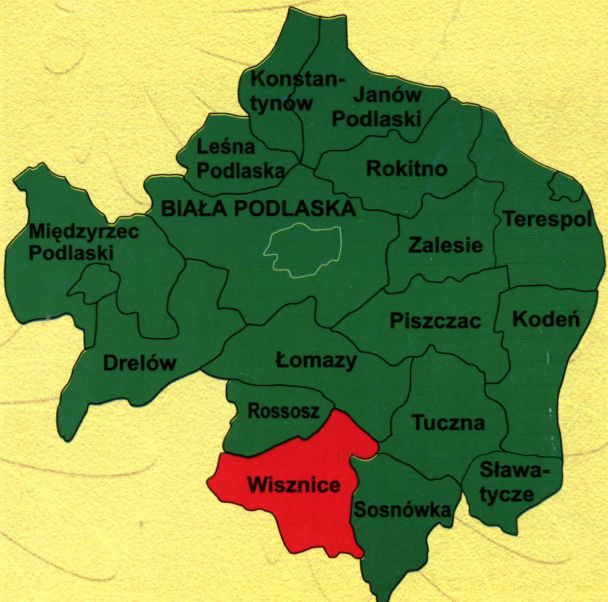 Konstan-
tynów
Janów
Podlaski
Leśna
Podlaska
Rokitno
BIAŁA PODLASKA
Międzyrzec
Podlaski
Zalesie
Terespol
Piszczac
Kodeń
Drelów
Łomazy
Rossosz
Tuczna
Wisznice
Sława-
tycze
Sosnówka